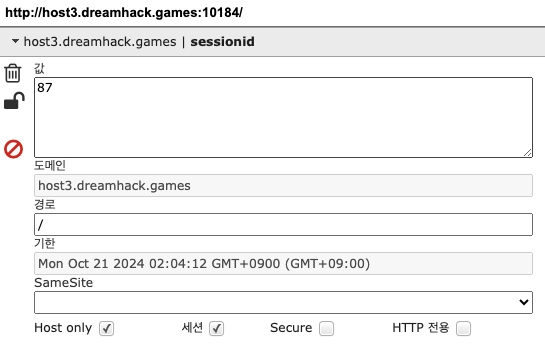 http://host3.dreamhack.games:10184/
host3.dreamhack.games | sessionid
값
87
도메인
host3.dreamhack.games
경로
/
기한
Mon Oct 21 2024 02:04:12 GMT+0900 (GMT+09:00)
SameSite
Host only 세션 Secure HTTP 전용